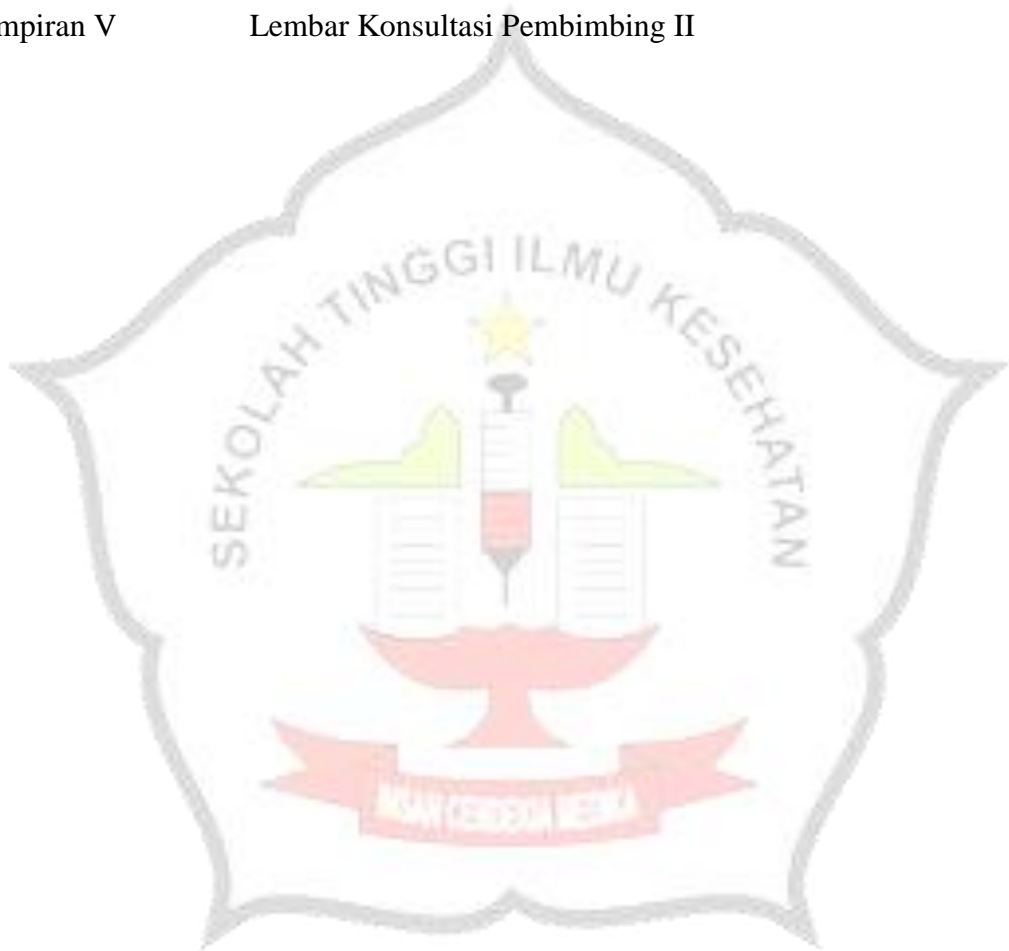 mpiran V Lembar Konsultasi Pembimbing II
SEKOLAH TINGGI ILMU KESEHATAN